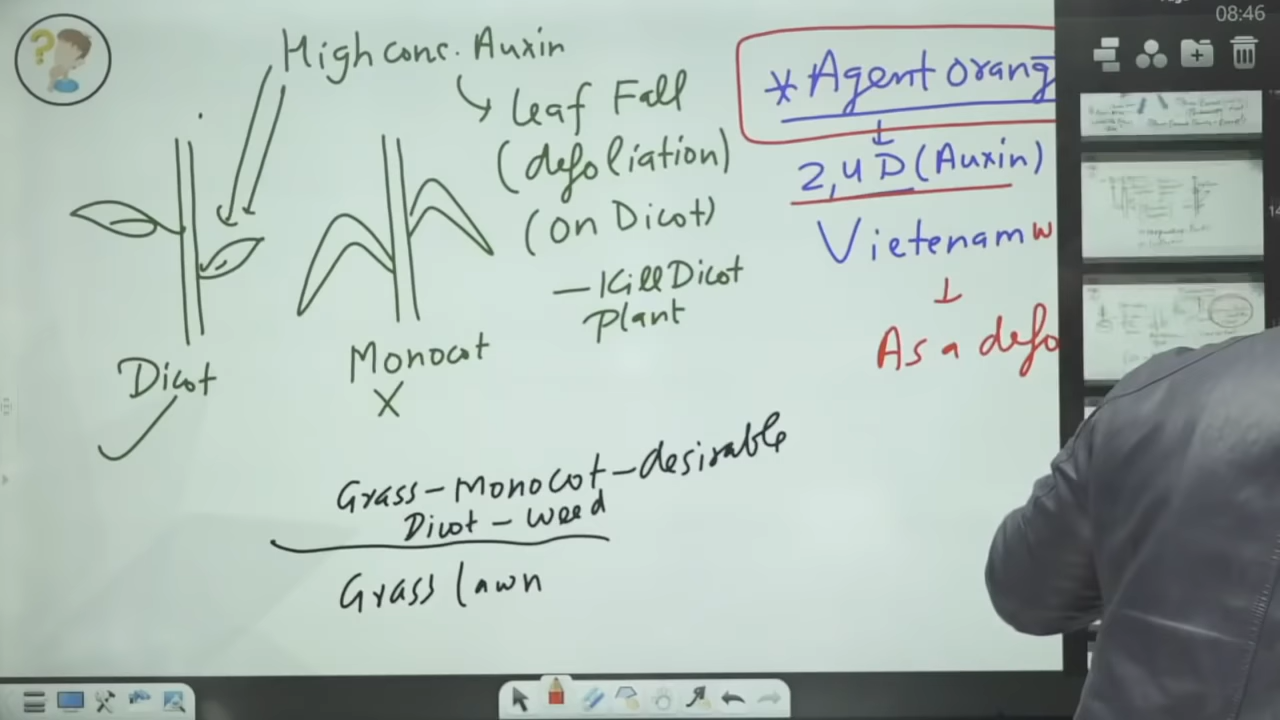 High conc. Auxin
Leaf Fall
(defoliation)
(on Dicot)
– Kill Dicot
plant
Dicot
Monocot
X
Grass – Monocot – desirable
Dicot – weed
Grass lawn
* Agent orang
2,4 D (Auxin)
Vietenam w
As a defo
08:46
?